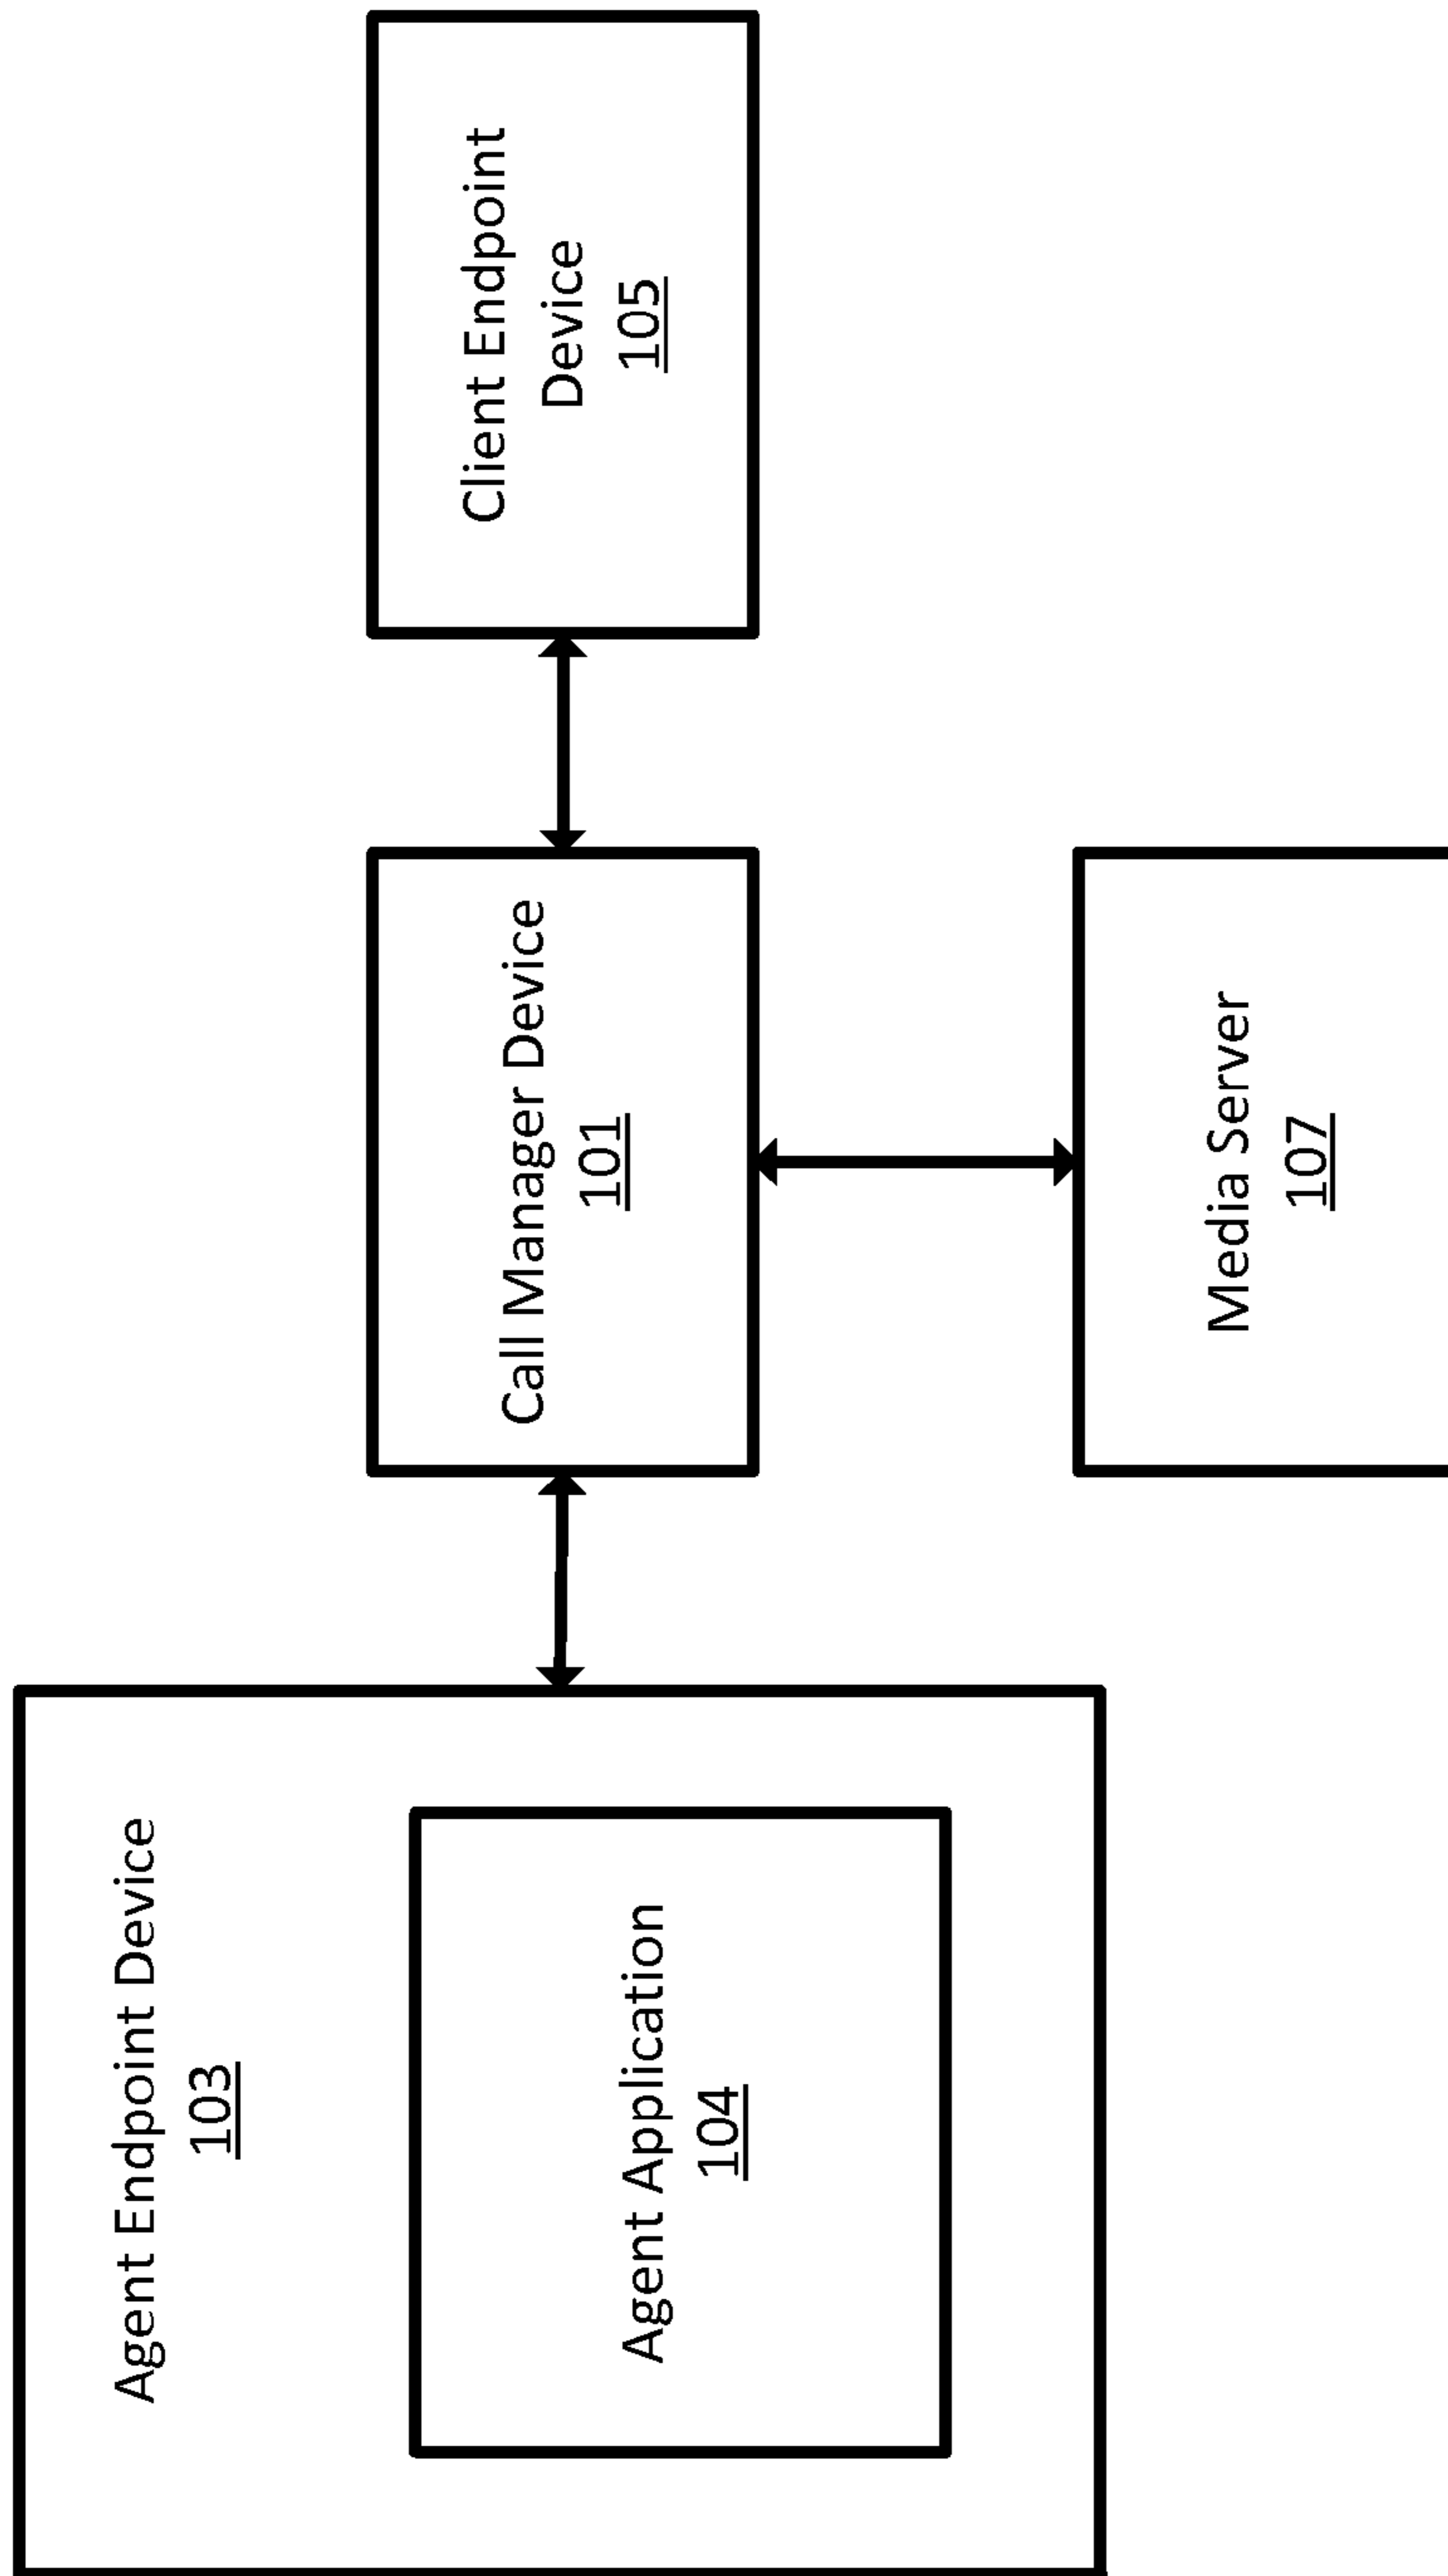 Agent Endpoint Device
103
Agent Application
104
Call Manager Device
101
Client Endpoint
Device
105
Media Server
107